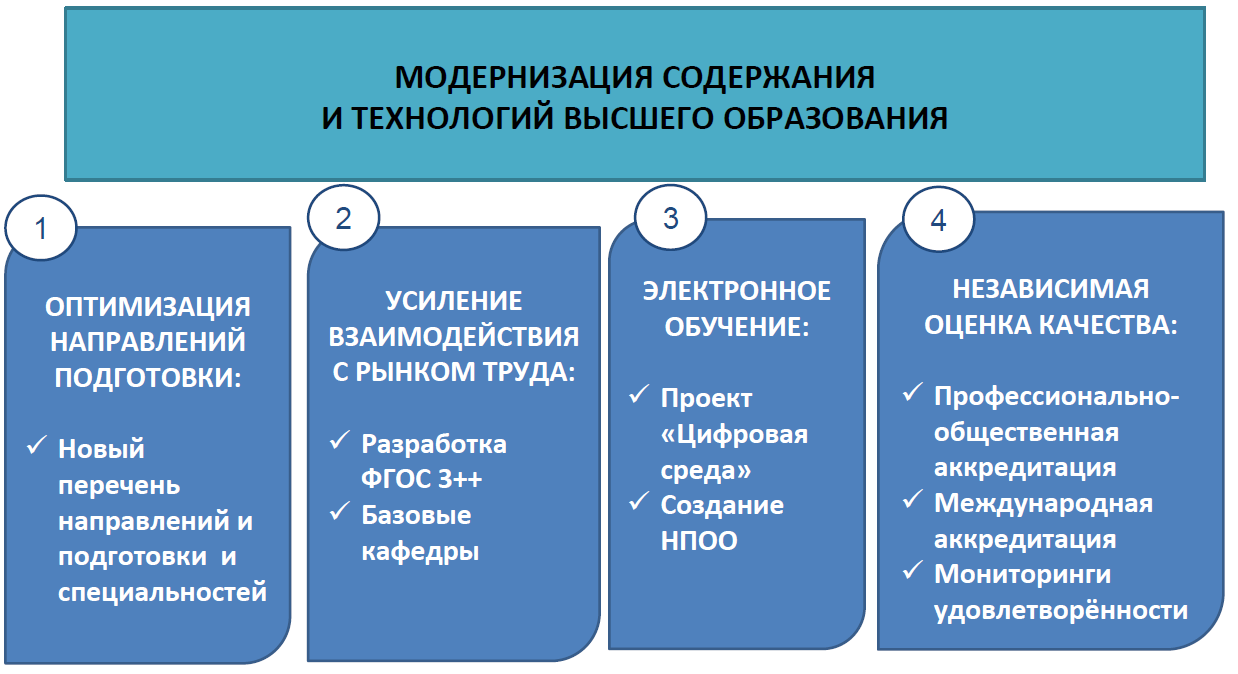 МОДЕРНИЗАЦИЯ СОДЕРЖАНИЯ
И ТЕХНОЛОГИЙ ВЫСШЕГО ОБРАЗОВАНИЯ
1
ОПТИМИЗАЦИЯ
НАПРАВЛЕНИЙ
ПОДГОТОВКИ:
✓ Новый
перечень
направлений и
подготовки и
специальностей
2
УСИЛЕНИЕ
ВЗАИМОДЕЙСТВИЯ
С РЫНКОМ ТРУДА:
✓ Разработка
ФГОС 3++
✓ Базовые
кафедры
3
ЭЛЕКТРОННОЕ
ОБУЧЕНИЕ:
✓ Проект
«Цифровая
среда»
✓ Создание
НПОО
4
НЕЗАВИСИМАЯ
ОЦЕНКА КАЧЕСТВА:
✓ Профессионально-
общественная
аккредитация
✓ Международная
аккредитация
✓ Мониторинги
удовлетворённости